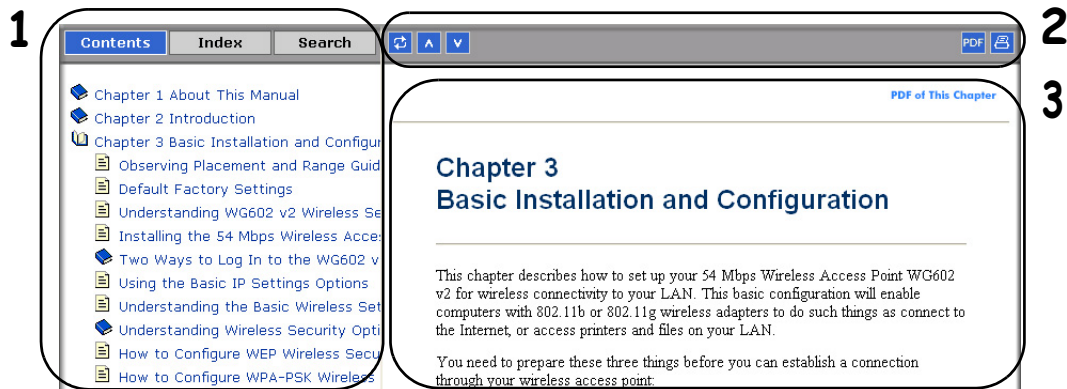 1
Contents Index Search
Chapter 1 About This Manual
Chapter 2 Introduction
Chapter 3 Basic Installation and Configur
Observing Placement and Range Guid
Default Factory Settings
Understanding WG602 v2 Wireless Se
Installing the 54 Mbps Wireless Acce
Two Ways to Log In to the WG602 v
Using the Basic IP Settings Options
Understanding the Basic Wireless Set
Understanding Wireless Security Opti
How to Configure WEP Wireless Secu
How to Configure WPA-PSK Wireless
2
PDF
3
PDF of This Chapter
Chapter 3
Basic Installation and Configuration
This chapter describes how to set up your 54 Mbps Wireless Access Point WG602
v2 for wireless connectivity to your LAN. This basic configuration will enable
computers with 802.11b or 802.11g wireless adapters to do such things as connect to
the Internet, or access printers and files on your LAN.
You need to prepare these three things before you can establish a connection
through your wireless access point: